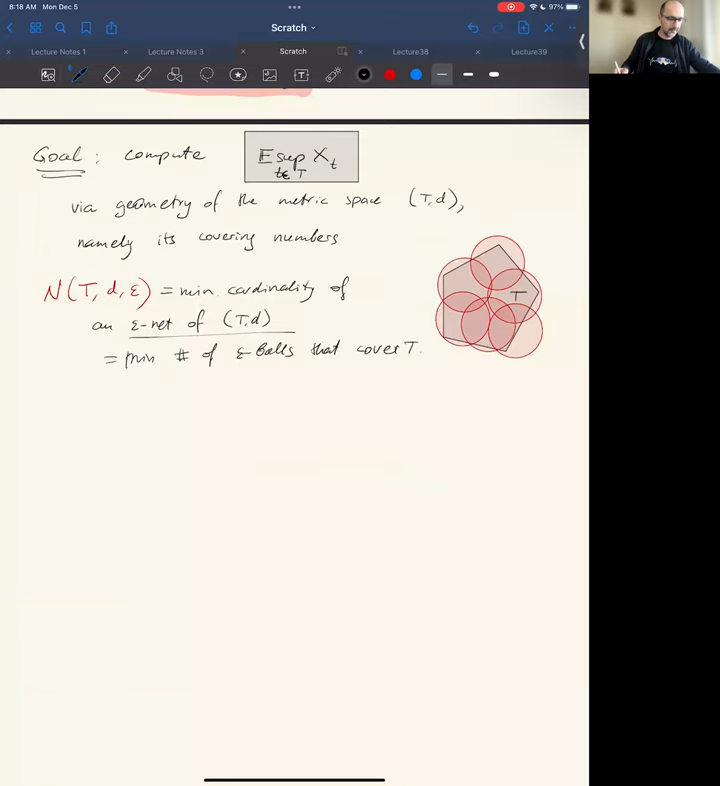 8:18 AM Mon Dec 5
97%
Scratch
Lecture Notes 1
Lecture Notes 3
Scratch
Lecture38
Lecture39
Goal: compute E sup X_t
t∈T
via geometry of the metric space (T,d),
namely its covering numbers
N(T, d, ε) = min. cardinality of
an ε-net of (T,d)
= min # of ε-balls that cover T.
T